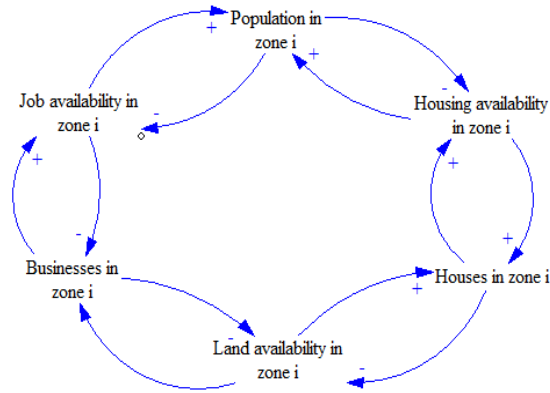 Population in
zone i
+
+
-
Job availability in
zone i
-
Housing availability
in zone i
+
+
-
+
Businesses in
zone i
Houses in zone i
+
-
Land availability in
zone i
-